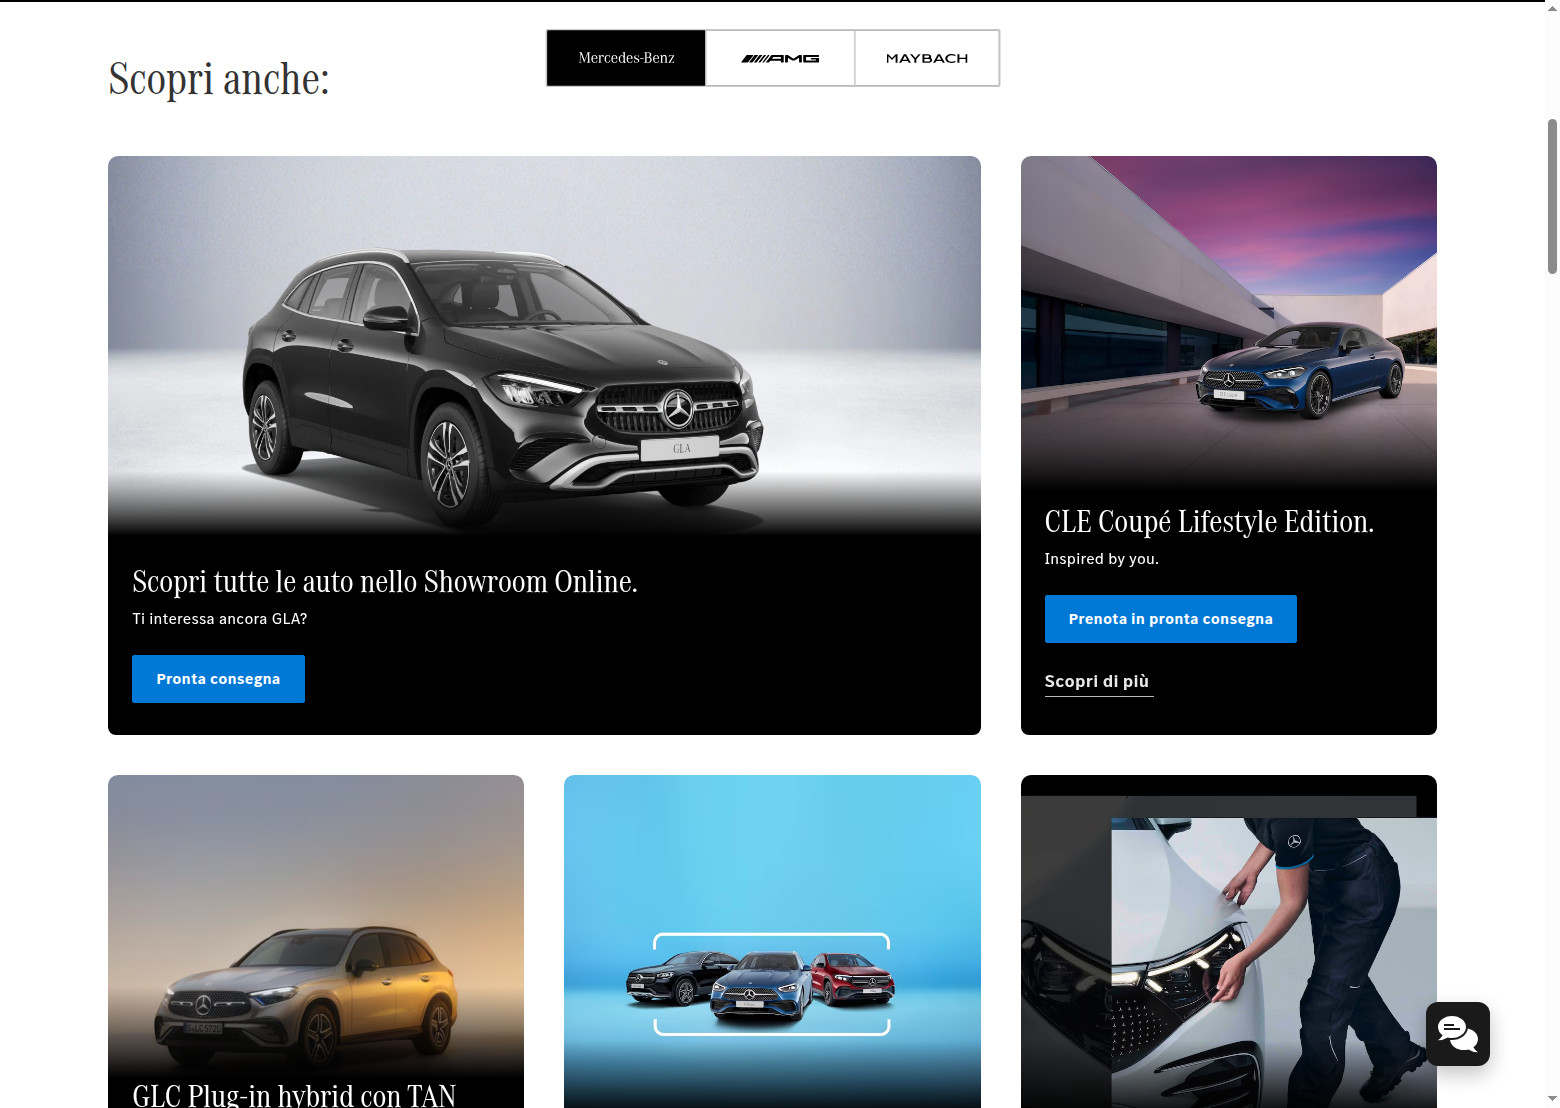 Mercedes-Benz
AMG
MAYBACH
Scopri anche:
GLA
Scopri tutte le auto nello Showroom Online.
Ti interessa ancora GLA?
Pronta consegna
CLE Coupé Lifestyle Edition.
Inspired by you.
Prenota in pronta consegna
Scopri di più
GLC Plug-in hybrid con TAN